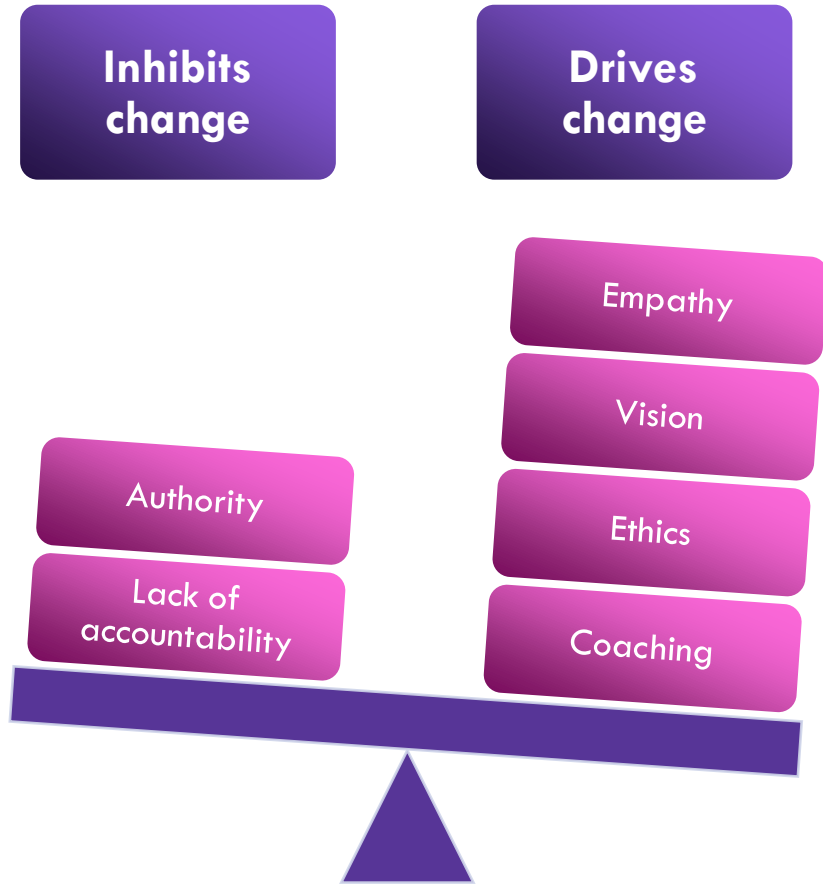 Inhibits
change
Drives
change
Authority
Lack of
accountability
Empathy
Vision
Ethics
Coaching